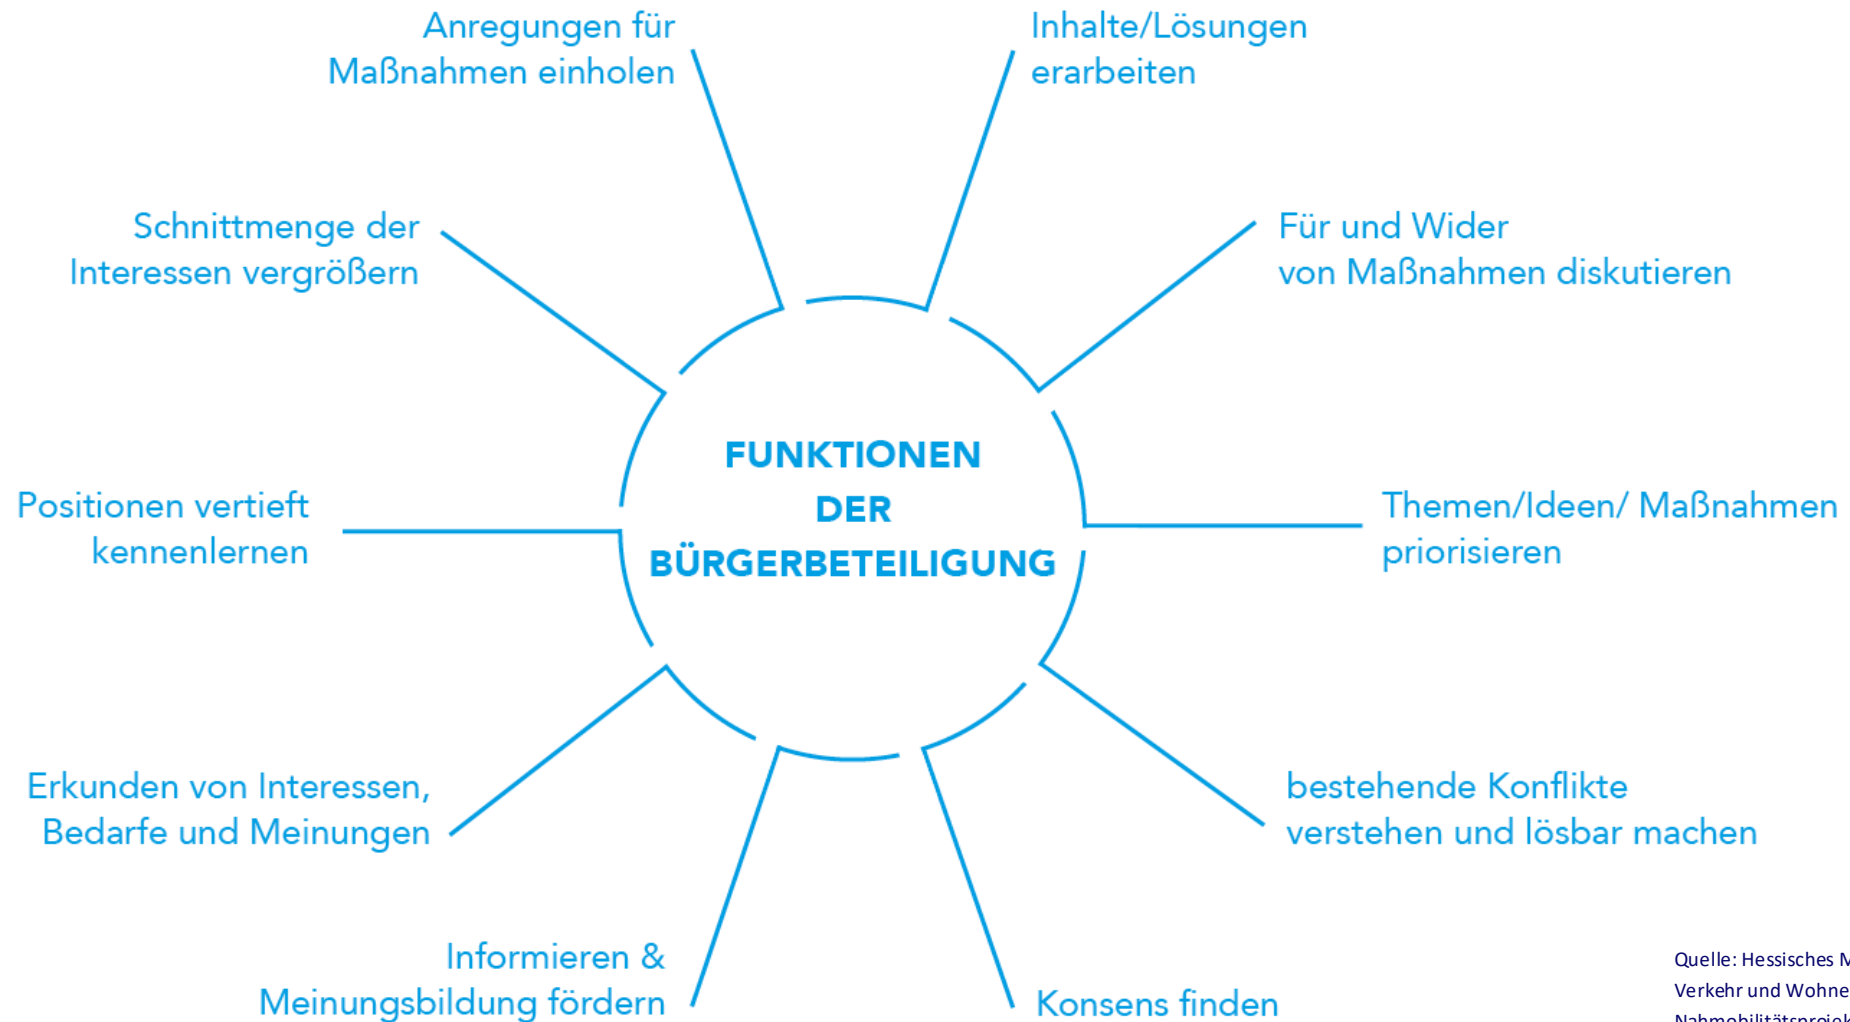 Anregungen für
Maßnahmen einholen
Inhalte/Lösungen
erarbeiten
Schnittmenge der
Interessen vergrößern
Für und Wider
von Maßnahmen diskutieren
FUNKTIONEN
DER
BÜRGERBETEILIGUNG
Positionen vertieft
kennenlernen
Themen/Ideen/ Maßnahmen
priorisieren
Erkunden von Interessen,
Bedarfe und Meinungen
bestehende Konflikte
verstehen und lösbar machen
Informieren &
Meinungsbildung fördern
Konsens finden
Quelle: Hessisches M
Verkehr und Wohne
Nahmobilitätsprojek